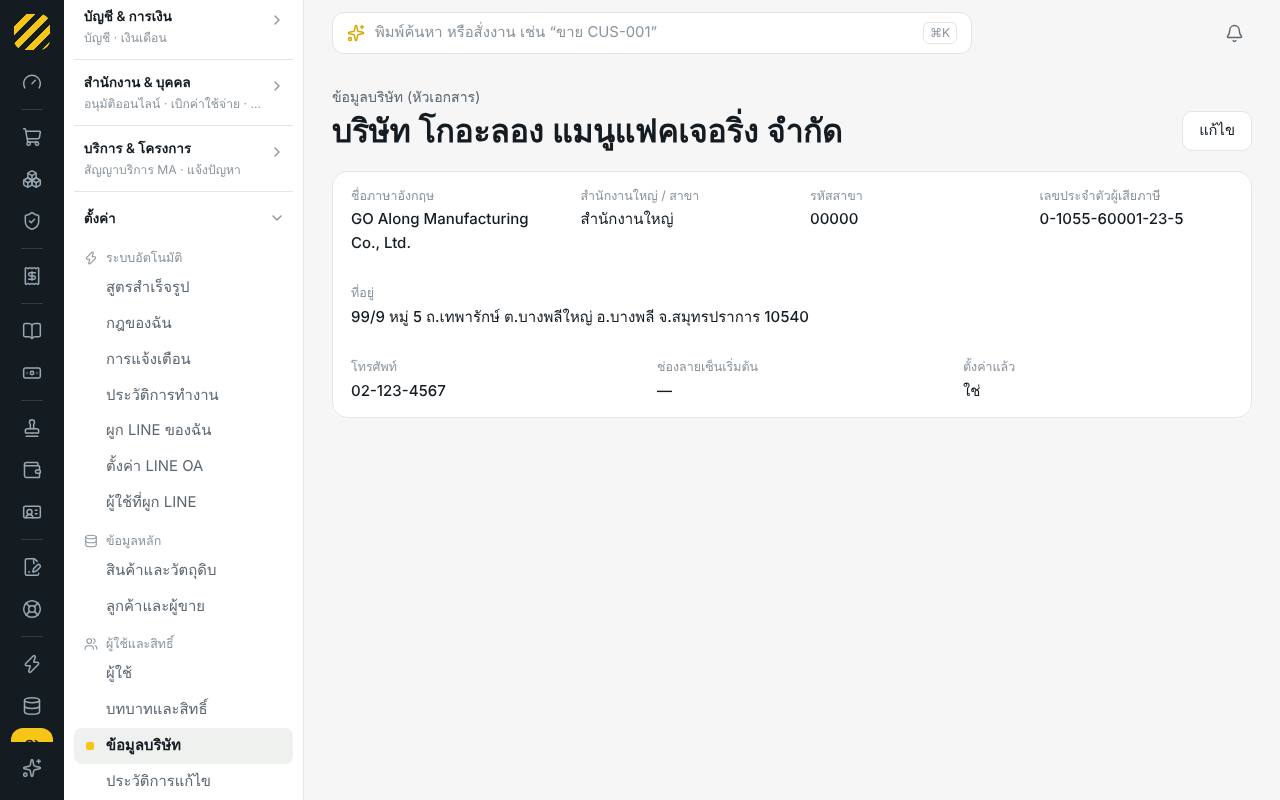 บัญชี & การเงิน
บัญชี · เงินเดือน
สำนักงาน & บุคคล
อนุมัติออนไลน์ · เบิกค่าใช้จ่าย · ...
บริการ & โครงการ
สัญญาบริการ MA · แจ้งปัญหา
ตั้งค่า
ระบบอัตโนมัติ
สูตรสำเร็จรูป
กฎของฉัน
การแจ้งเตือน
ประวัติการทำงาน
ผูก LINE ของฉัน
ตั้งค่า LINE OA
ผู้ใช้ที่ผูก LINE
ข้อมูลหลัก
สินค้าและวัตถุดิบ
ลูกค้าและผู้ขาย
ผู้ใช้และสิทธิ์
ผู้ใช้
บทบาทและสิทธิ์
ข้อมูลบริษัท
ประวัติการแก้ไข
พิมพ์ค้นหา หรือสั่งงาน เช่น “ขาย CUS-001”
⌘K
ข้อมูลบริษัท (หัวเอกสาร)
บริษัท โกอะลอง แมนูแฟคเจอริ่ง จำกัด
แก้ไข
ชื่อภาษาอังกฤษ
GO Along Manufacturing
Co., Ltd.
สำนักงานใหญ่ / สาขา
สำนักงานใหญ่
รหัสสาขา
00000
เลขประจำตัวผู้เสียภาษี
0-1055-60001-23-5
ที่อยู่
99/9 หมู่ 5 ถ.เทพารักษ์ ต.บางพลีใหญ่ อ.บางพลี จ.สมุทรปราการ 10540
โทรศัพท์
02-123-4567
ช่องลายเซ็นเริ่มต้น
—
ตั้งค่าแล้ว
ใช่